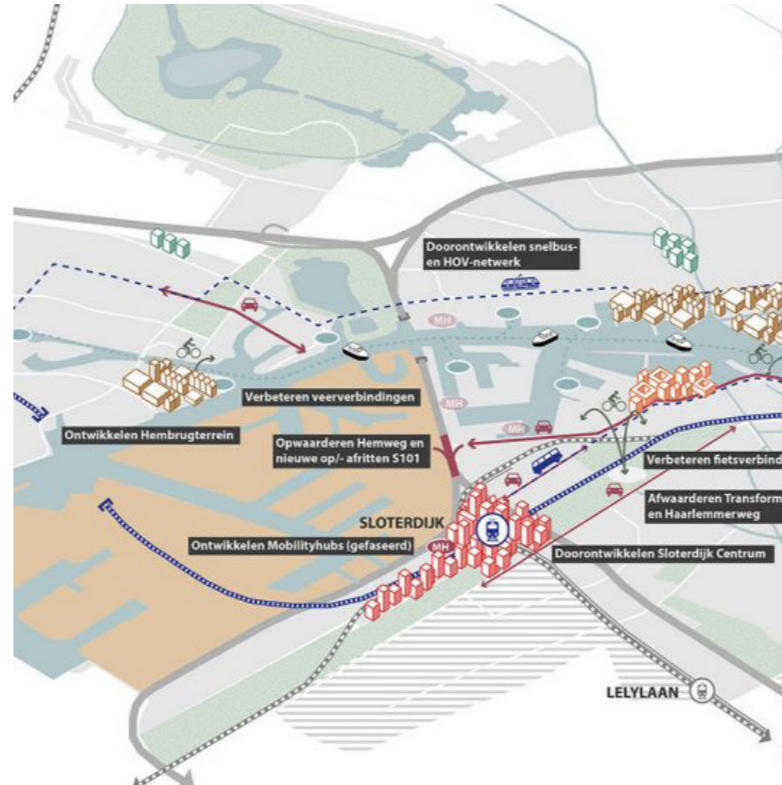 Doorontwikkelen snelbus-
en HOV-netwerk
MH
Verbeteren veerverbindingen
MH
Ontwikkelen Hembrugterrein
MH
Opwaarderen Hemweg en
nieuwe op/- afritten S101
Verbeteren fietsverbind
Afwaarderen Transform
en Haarlemmerweg
SLOTERDIJK
Ontwikkelen Mobilityhubs (gefaseerd)
MH
Doorontwikkelen Sloterdijk Centrum
LELYLAAN